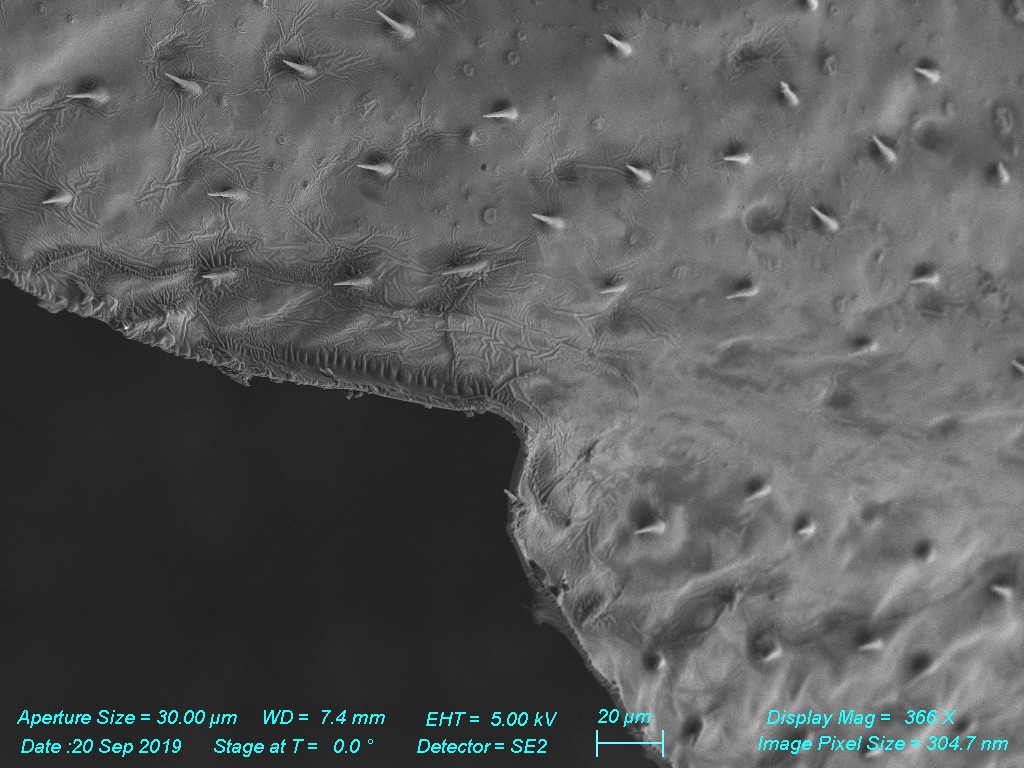 Aperture Size = 30.00 µm WD = 7.4 mm EHT = 5.00 kV 20 µm Display Mag = 366 X
Date :20 Sep 2019 Stage at T = 0.0 ° Detector = SE2 Image Pixel Size = 304.7 nm